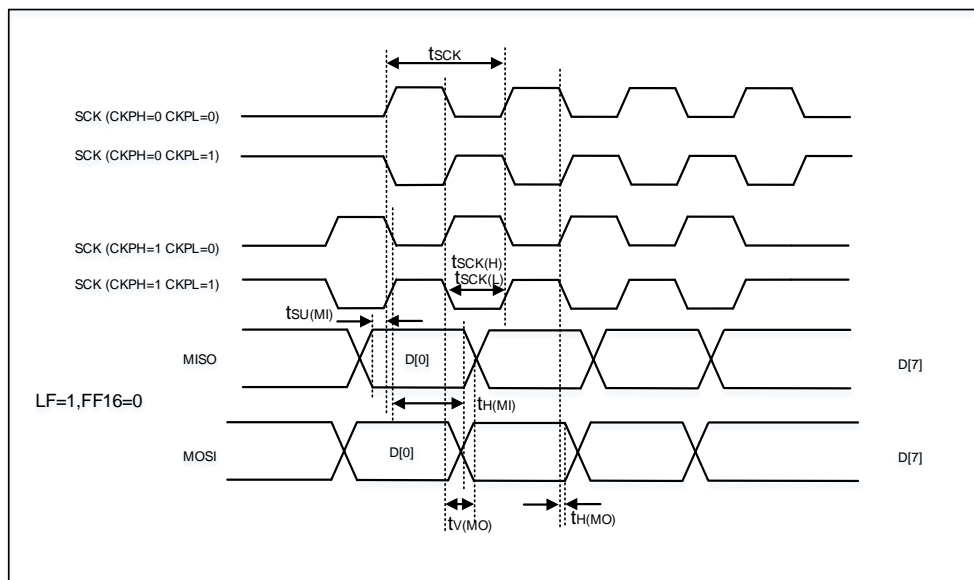 tSCK
SCK (CKPH=0 CKPL=0)
SCK (CKPH=0 CKPL=1)
SCK (CKPH=1 CKPL=0)
tSCK(H)
tSCK(L)
SCK (CKPH=1 CKPL=1)
tSU(MI)
MISO
D[0]
D[7]
LF=1,FF16=0
tH(MI)
MOSI
D[0]
D[7]
tV(MO)
tH(MO)